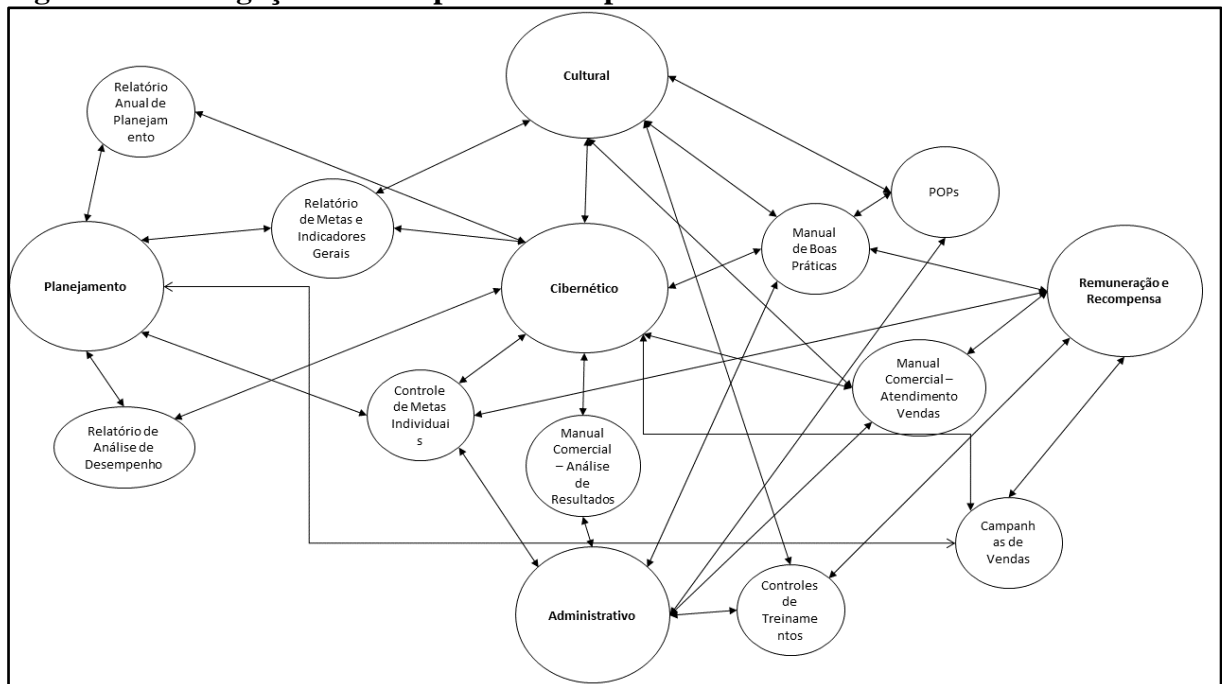 Cultural
Relatório
Anual de
Planejam
ento
POPs
Relatório
de Metas e
Indicadores
Gerais
Manual
de Boas
Práticas
Planejamento
Cibernético
Remuneração e
Recompensa
Manual
Comercial –
Atendimento
Vendas
Controle
de Metas
Individuai
s
Relatório de
Análise de
Desempenho
Manual
Comercial
– Análise
de
Resultados
Campanh
as de
Vendas
Administrativo
Controles
de
Treiname
ntos